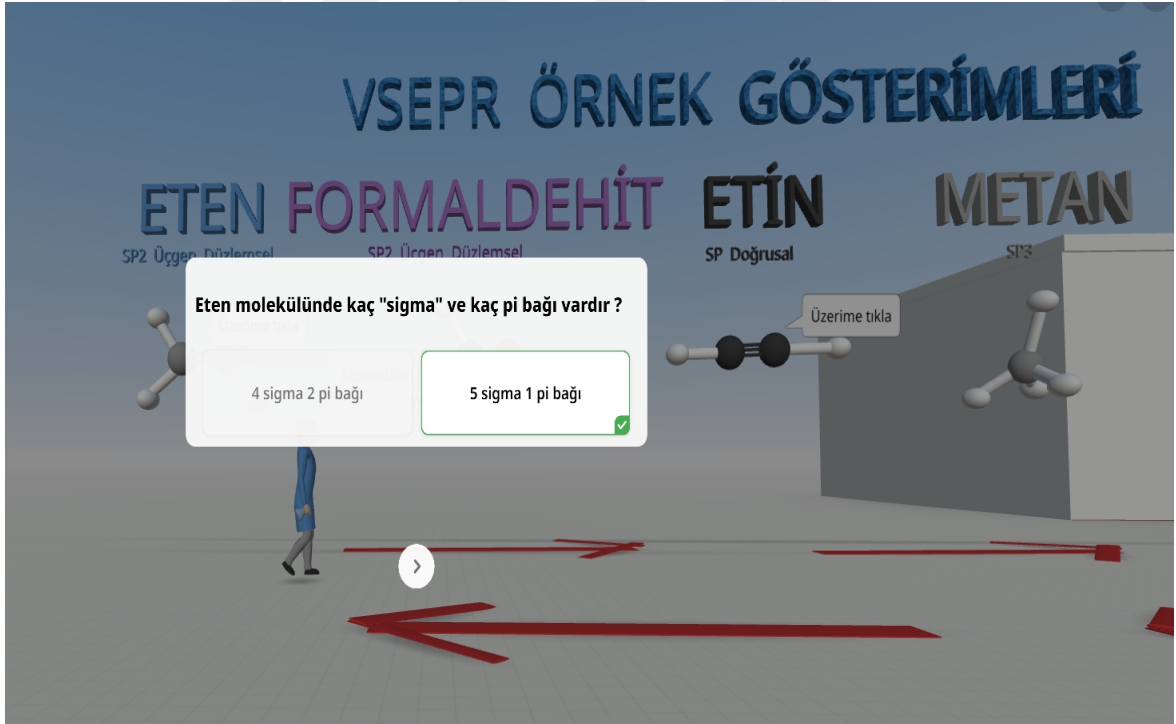 VSEPR ÖRNEK GÖSTERİMLERİ
ETEN FORMALDEHİT ETİN METAN
SP2 Üçgen Düzlemsel
SP2 Üçgen Düzlemsel
SP Doğrusal
SP3
Eten molekülünde kaç "sigma" ve kaç pi bağı vardır ?
Üzerime tıkla
Üzerime tıkla
4 sigma 2 pi bağı
5 sigma 1 pi bağı